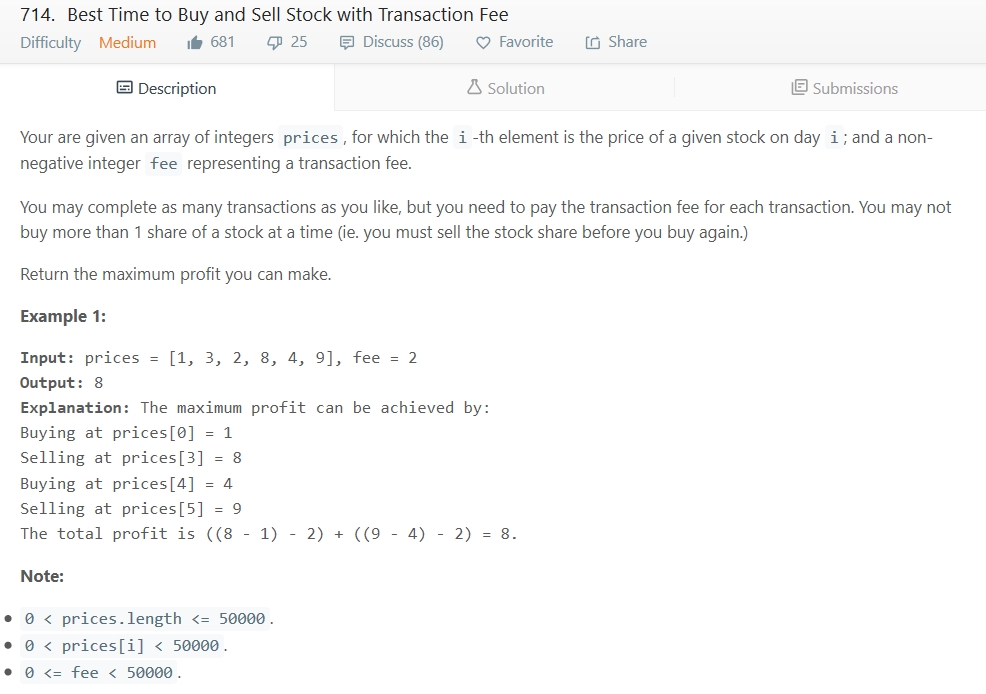 714. Best Time to Buy and Sell Stock with Transaction Fee
Difficulty Medium 681 25 Discuss (86) Favorite Share
Description Solution Submissions
Your are given an array of integers prices, for which the i-th element is the price of a given stock on day i; and a non-
negative integer fee representing a transaction fee.
You may complete as many transactions as you like, but you need to pay the transaction fee for each transaction. You may not
buy more than 1 share of a stock at a time (ie. you must sell the stock share before you buy again.)
Return the maximum profit you can make.
Example 1:
Input: prices = [1, 3, 2, 8, 4, 9], fee = 2
Output: 8
Explanation: The maximum profit can be achieved by:
Buying at prices[0] = 1
Selling at prices[3] = 8
Buying at prices[4] = 4
Selling at prices[5] = 9
The total profit is ((8 - 1) - 2) + ((9 - 4) - 2) = 8.
Note:
• 0 < prices.length <= 50000.
• 0 < prices[i] < 50000.
• 0 <= fee < 50000.